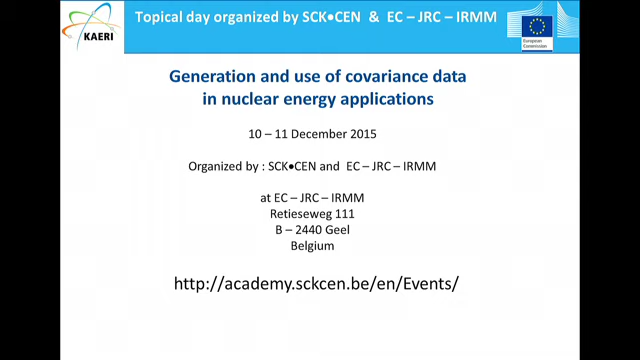 KAERI
Topical day organized by SCK●CEN & EC – JRC – IRMM
European
Commission
Generation and use of covariance data
in nuclear energy applications
10 – 11 December 2015
Organized by : SCK●CEN and EC – JRC – IRMM
at EC – JRC – IRMM
Retieseweg 111
B – 2440 Geel
Belgium
http://academy.sckcen.be/en/Events/